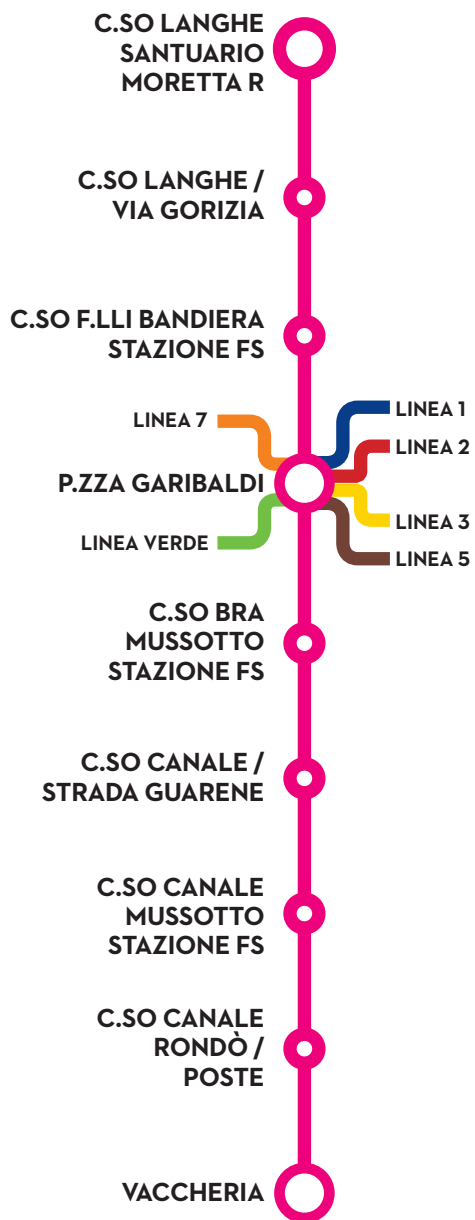 C.SO LANGHE
SANTUARIO
MORETTA R
C.SO LANGHE /
VIA GORIZIA
C.SO F.LLI BANDIERA
STAZIONE FS
LINEA 7
LINEA 1
LINEA 2
P.ZZA GARIBALDI
LINEA 3
LINEA VERDE
LINEA 5
C.SO BRA
MUSSOTTO
STAZIONE FS
C.SO CANALE /
STRADA GUARENE
C.SO CANALE
MUSSOTTO
STAZIONE FS
C.SO CANALE
RONDÒ /
POSTE
VACCHERIA